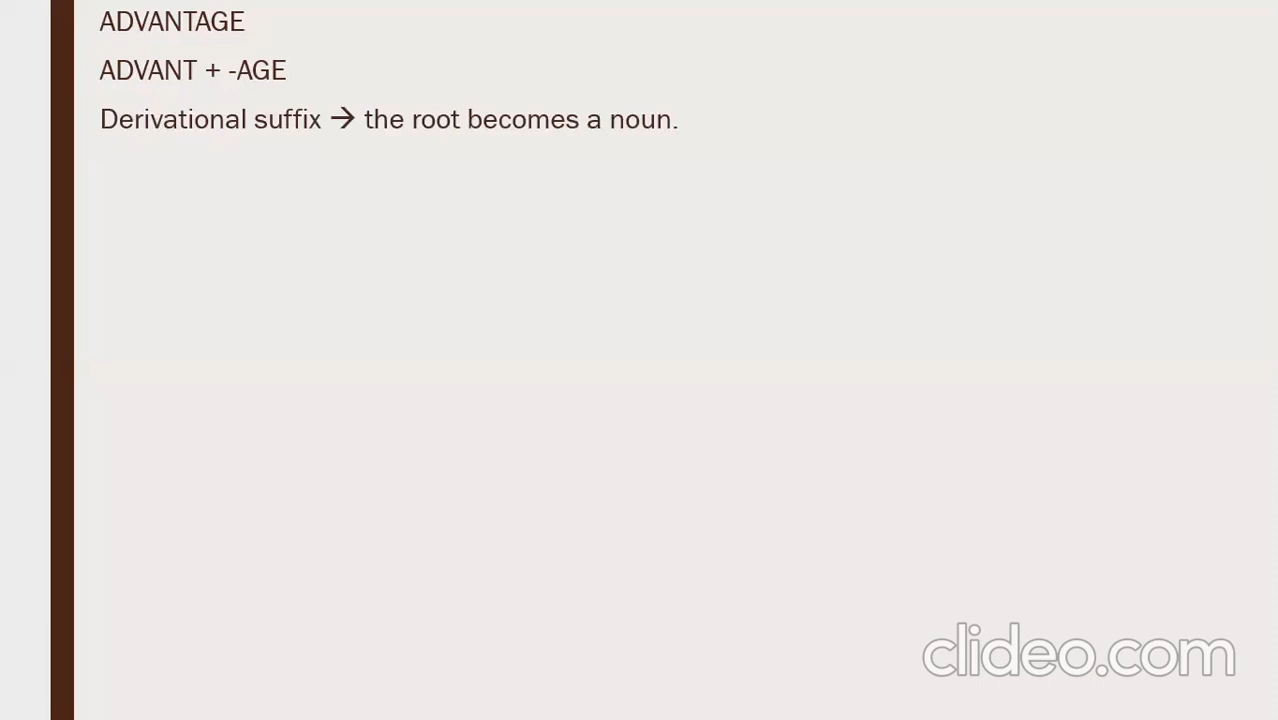 ADVANTAGE
ADVANT + -AGE
Derivational suffix → the root becomes a noun.
clideo.com